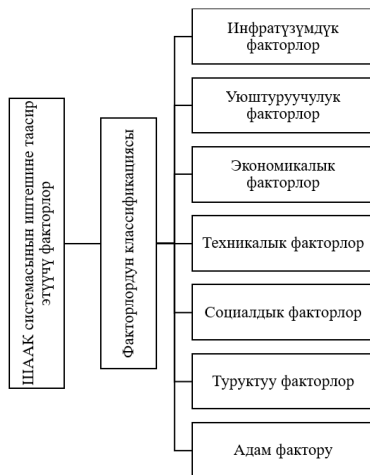 ШААК системасынын иштешине таасир
этүүчү факторлор
Факторлордун классификациясы
Инфратүзүмдүк
факторлор
Уюштуруучулук
факторлор
Экономикалык
факторлор
Техникалык факторлор
Социалдык факторлор
Туруктуу факторлор
Адам фактору